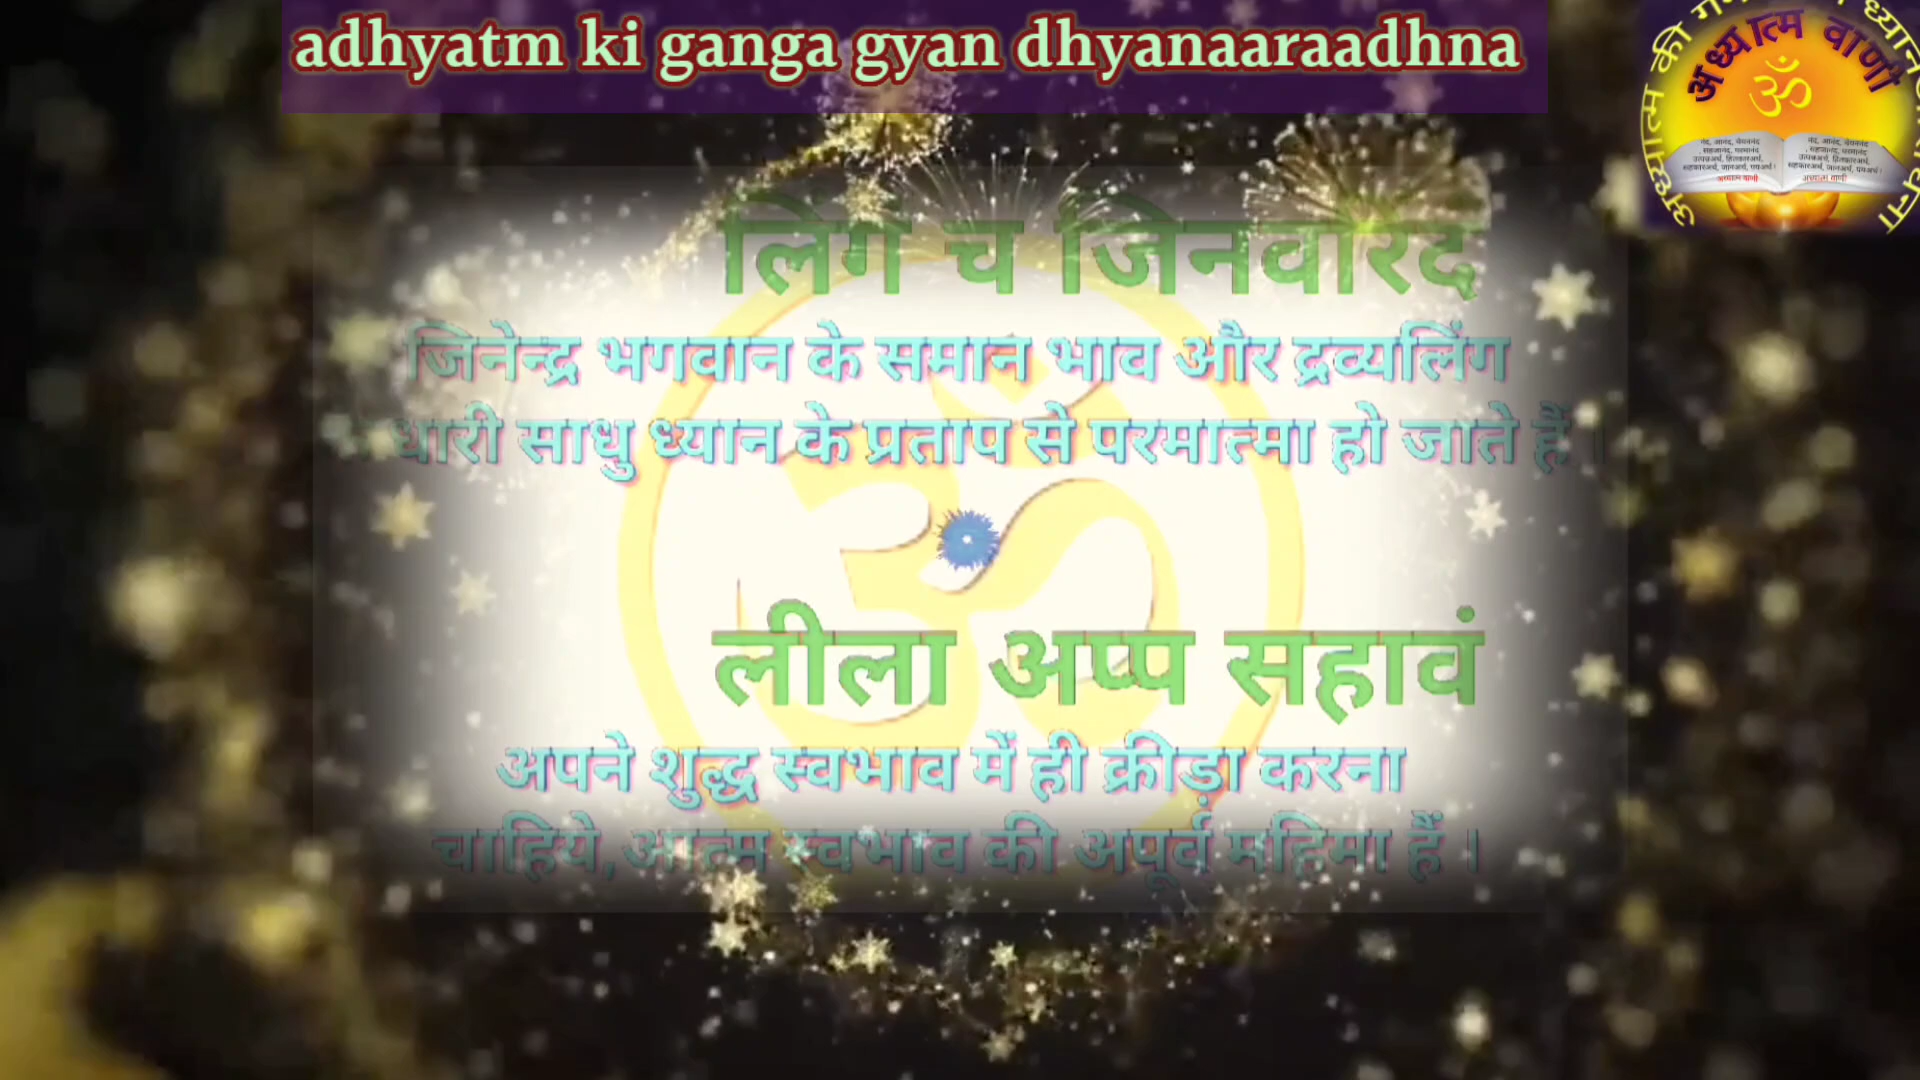 adhyatm ki ganga gyan dhyanaaraadhna
अध्यात्म वाणी
ॐ
लिंग च जिनवरिंद
जिनेन्द्र भगवान के समान भाव और द्रव्यलिंग
धारी साधु ध्यान के प्रताप से परमात्मा हो जाते हैं ।
लीला अप्प सहावं
अपने शुद्ध स्वभाव में ही क्रीड़ा करना
चाहिये, आत्म स्वभाव की अपूर्व महिमा हैं ।